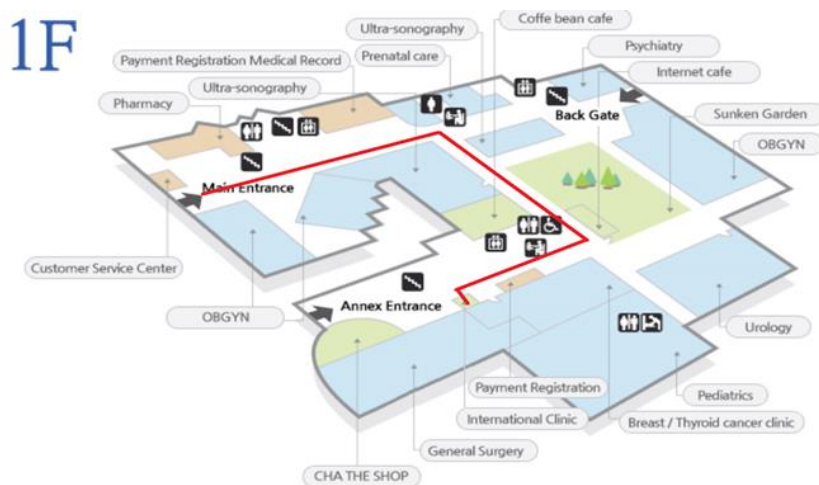 1F
Coffe bean cafe
Ultra-sonography
Psychiatry
Payment Registration Medical Record
Prenatal care
Internet cafe
Ultra-sonography
Pharmacy
Sunken Garden
Back Gate
OBGYN
Main Entrance
Customer Service Center
Annex Entrance
OBGYN
Urology
Payment Registration
Pediatrics
International Clinic
Breast / Thyroid cancer clinic
General Surgery
CHA THE SHOP